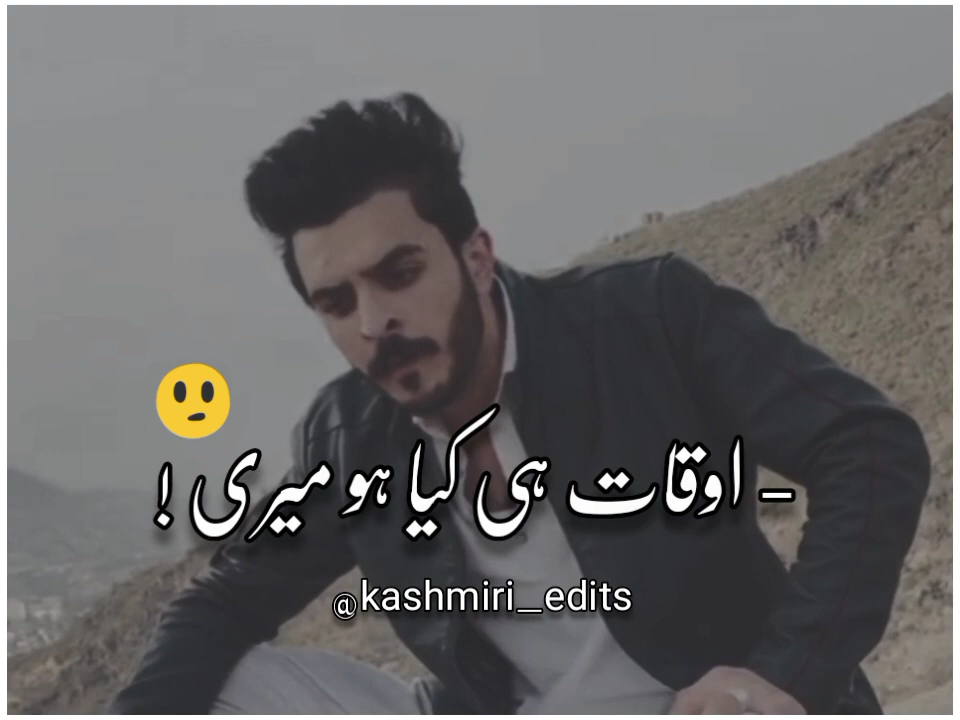 - اوقات ہی کیا ہو میری !
@kashmiri_edits